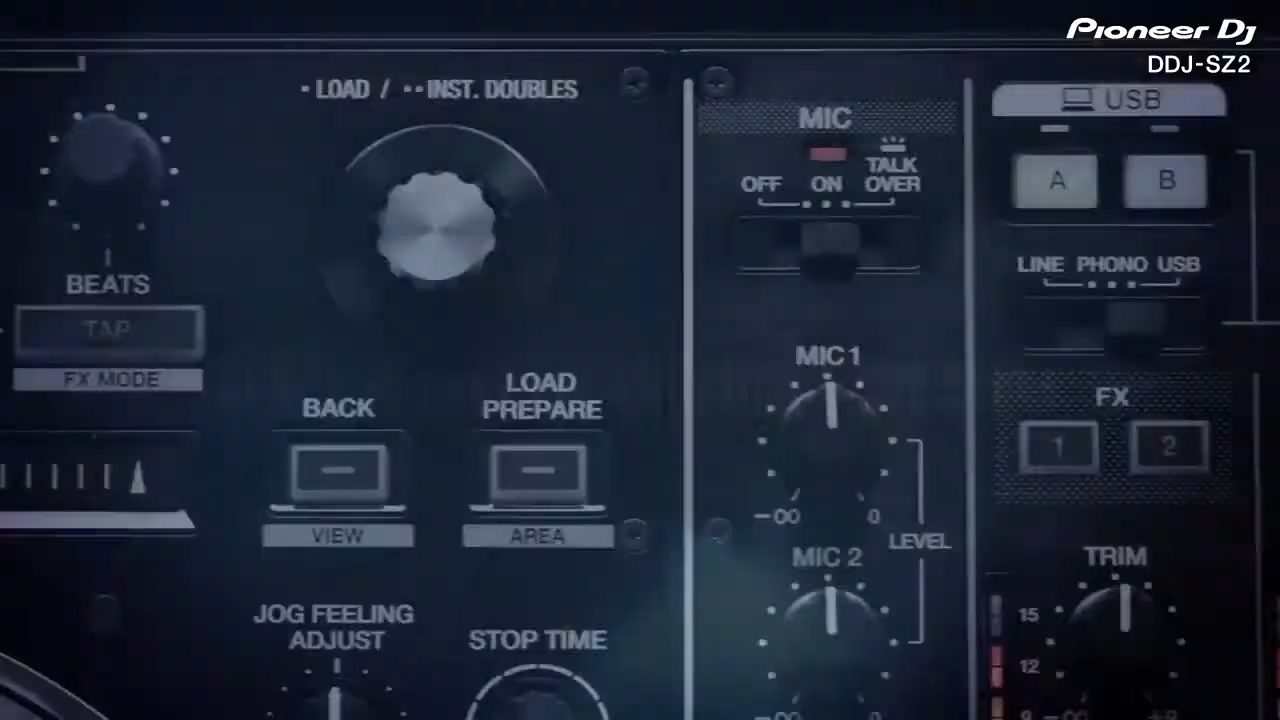 Pioneer Dj
DDJ-SZ2
• LOAD / •• INST. DOUBLES
BEATS
TAP
FX MODE
BACK
VIEW
LOAD
PREPARE
AREA
JOG FEELING
ADJUST
STOP TIME
MIC
OFF ON TALK
OVER
MIC 1
-∞ 0
LEVEL
MIC 2
-∞ 0
USB
A B
LINE PHONO USB
FX
1 2
TRIM
15
12
9
-∞